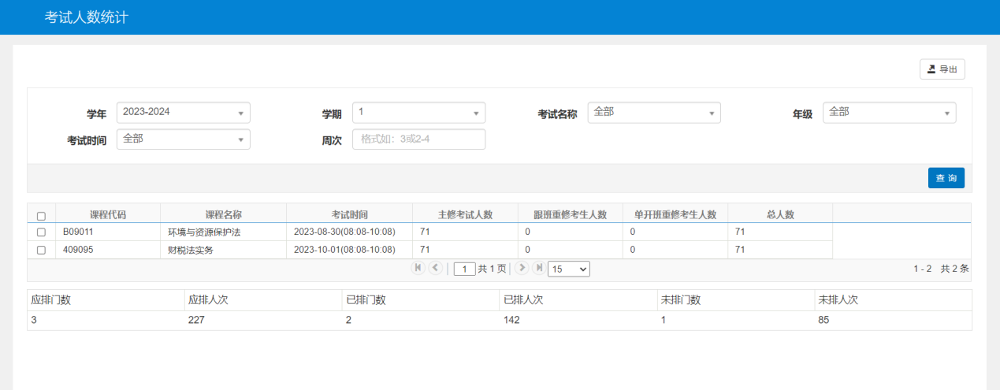 考试人数统计
导出
学年 2023-2024 学期 1 考试名称 全部 年级 全部
考试时间 全部 周次 格式如：3或2-4
查 询
课程代码 课程名称 考试时间 主修考试人数 跟班重修考生人数 单开班重修考生人数 总人数
B09011 环境与资源保护法 2023-08-30(08:08-10:08) 71 0 0 71
409095 财税法实务 2023-10-01(08:08-10:08) 71 0 0 71
1 共 1 页 15 1 - 2 共 2 条
应排门数 应排人次 已排门数 已排人次 未排门数 未排人次
3 227 2 142 1 85